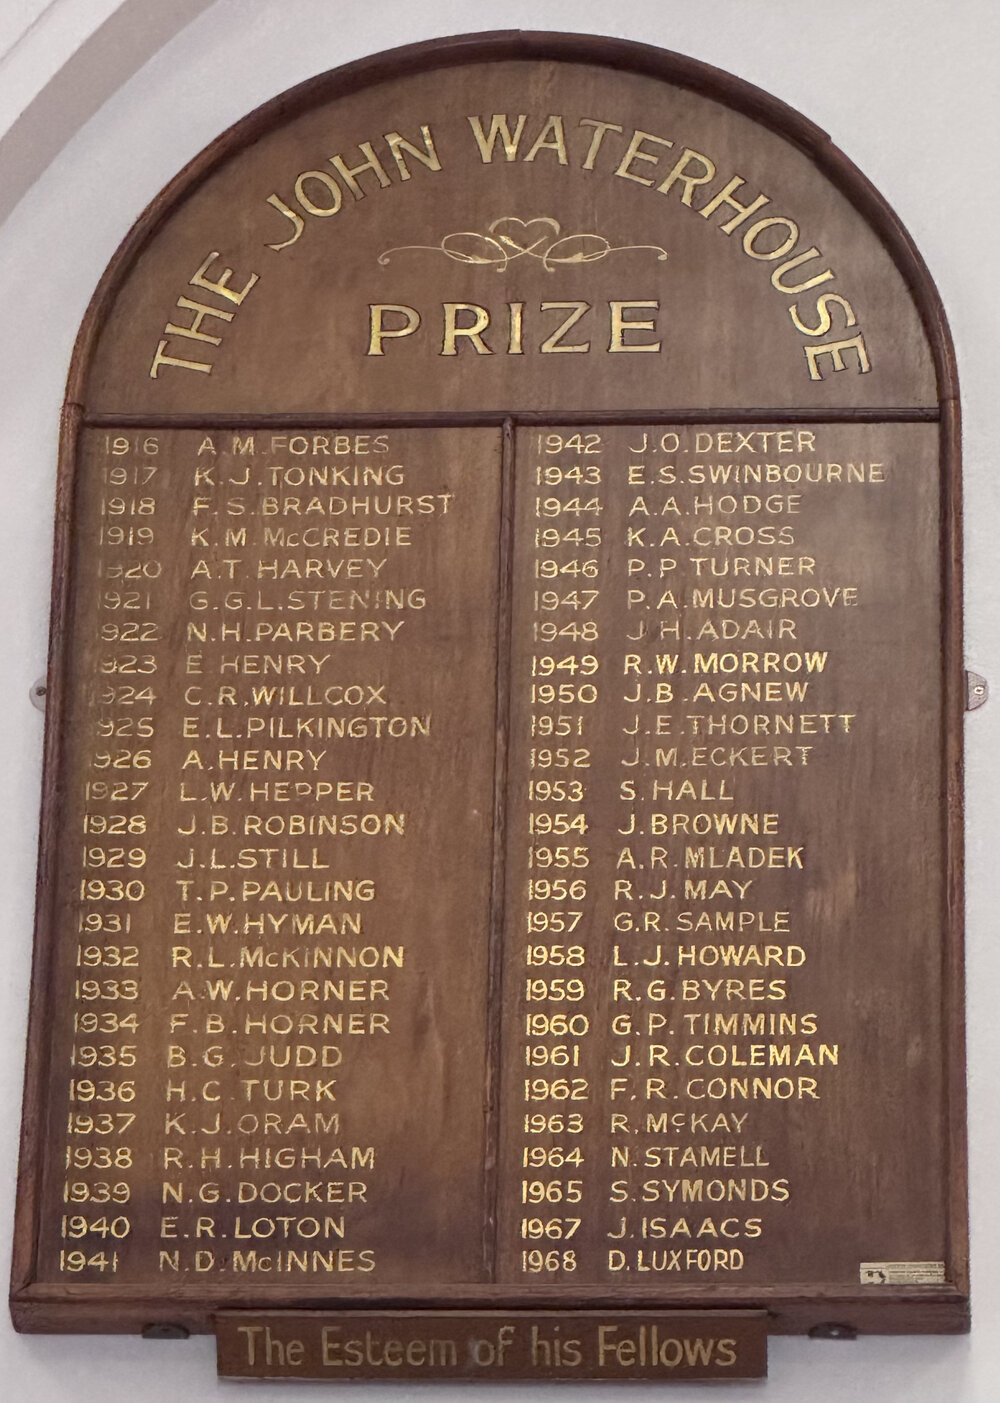 THE JOHN WATERHOUSE
PRIZE
1916 A.M.FORBES
1917 K.J.TONKING
1918 F.S.BRADHURST
1919 K.M.McCREDIE
1920 A.T.HARVEY
1921 G.G.L.STENING
1922 N.H.PARBERY
1923 E.HENRY
1924 C.R.WILLCOX
1925 E.L.PILKINGTON
1926 A.HENRY
1927 L.W.HEPPER
1928 J.B.ROBINSON
1929 J.L.STILL
1930 T.P.PAULING
1931 E.W.HYMAN
1932 R.L.McKINNON
1933 A.W.HORNER
1934 F.B.HORNER
1935 B.G.JUDD
1936 H.C.TURK
1937 K.J.ORAM
1938 R.H.HIGHAM
1939 N.G.DOCKER
1940 E.R.LOTON
1941 N.D.McINNES
1942 J.O.DEXTER
1943 E.S.SWINBOURNE
1944 A.A.HODGE
1945 K.A.CROSS
1946 P.P.TURNER
1947 P.A.MUSGROVE
1948 J.H.ADAIR
1949 R.W.MORROW
1950 J.B.AGNEW
1951 J.E.THORNETT
1952 J.M.ECKERT
1953 S.HALL
1954 J.BROWNE
1955 A.R.MLADEK
1956 R.J.MAY
1957 G.R.SAMPLE
1958 L.J.HOWARD
1959 R.G.BYRES
1960 G.P.TIMMINS
1961 J.R.COLEMAN
1962 F.R.CONNOR
1963 R.McKAY
1964 N.STAMELL
1965 S.SYMONDS
1967 J.ISAACS
1968 D.LUXFORD
The Esteem of his Fellows